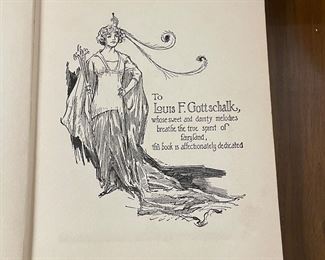 To
Louis F. Gottschalk,
whose sweet and dainty melodies
breathe the true spirit of
fairyland,
this book is affectionately dedicated